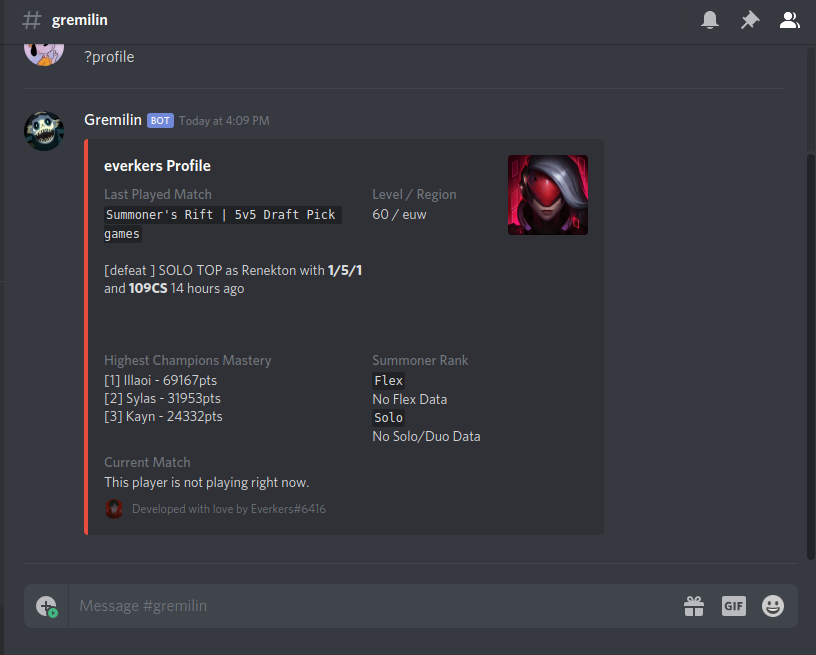 # gremilin
?profile
Gremilin BOT Today at 4:09 PM
everkers Profile
Last Played Match
Summoner's Rift | 5v5 Draft Pick
games
[defeat ] SOLO TOP as Renekton with 1/5/1
and 109CS 14 hours ago
Level / Region
60 / euw
Highest Champions Mastery
[1] Illaoi - 69167pts
[2] Sylas - 31953pts
[3] Kayn - 24332pts
Summoner Rank
Flex
No Flex Data
Solo
No Solo/Duo Data
Current Match
This player is not playing right now.
Developed with love by Everkers#6416
Message #gremilin
GIF